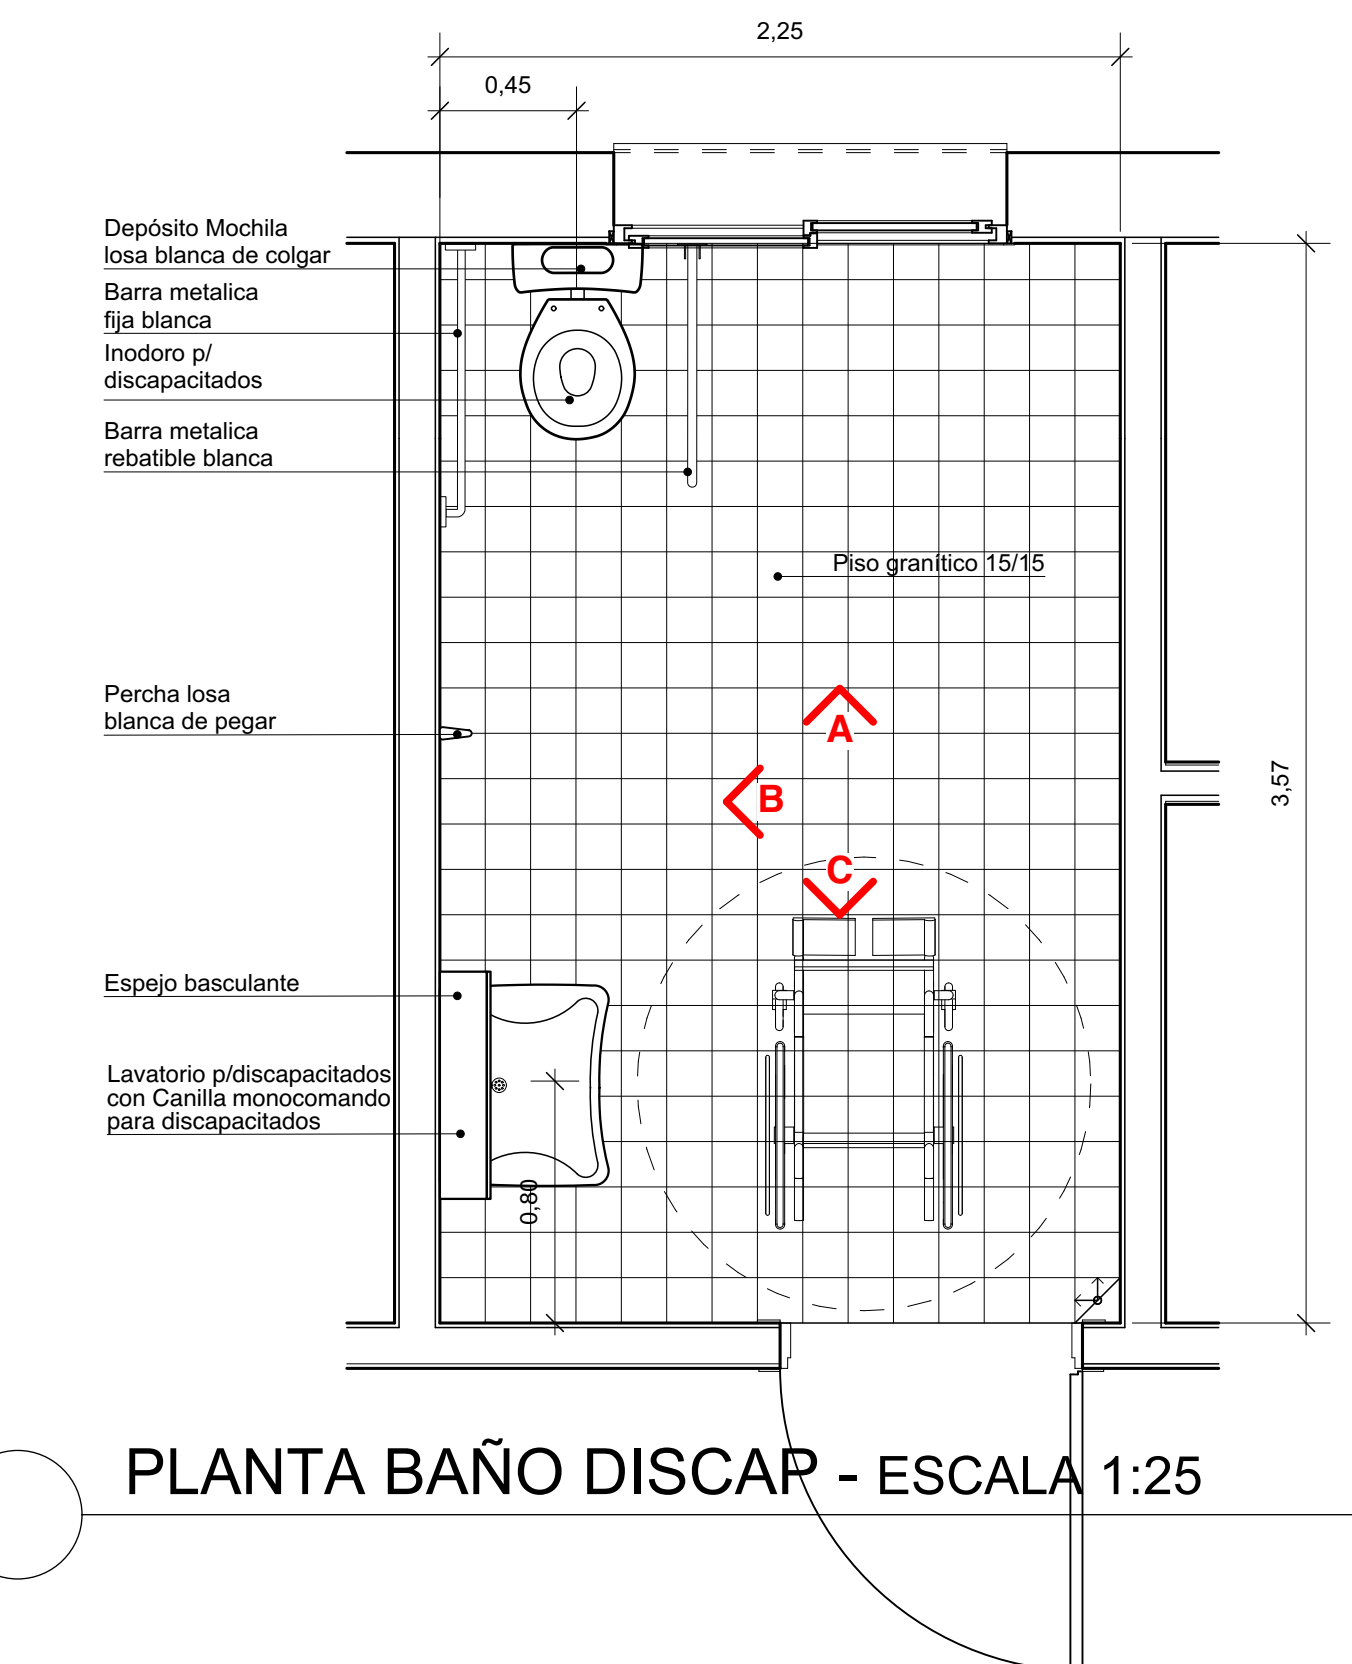 2,25
0,45
Depósito Mochila
losa blanca de colgar
Barra metalica
fija blanca
Inodoro p/
discapacitados
Barra metalica
rebatible blanca
Piso granítico 15/15
Percha losa
blanca de pegar
A
B
3,57
C
Espejo basculante
Lavatorio p/discapacitados
con Canilla monocomando
para discapacitados
0,80
PLANTA BAÑO DISCAP - ESCALA 1:25